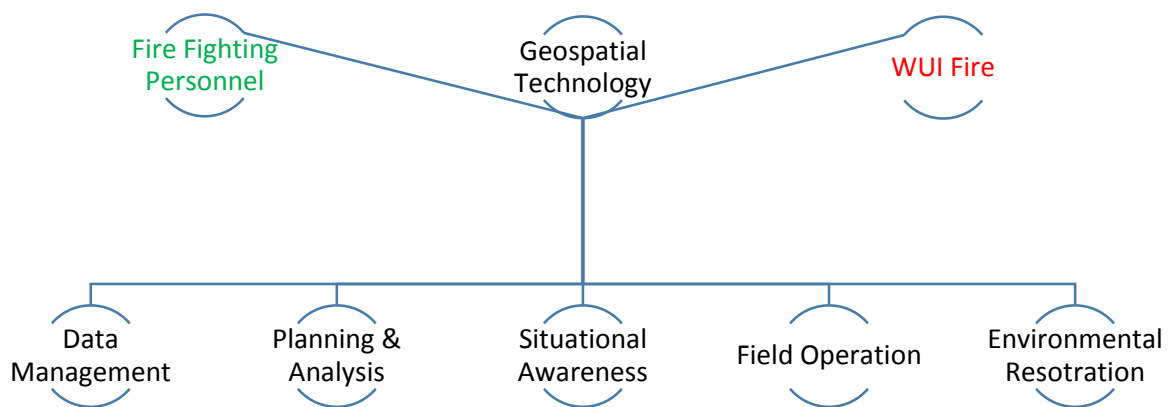 Fire Fighting
Personnel
Geospatial
Technology
WUI Fire
Data
Management
Planning &
Analysis
Situational
Awareness
Field Operation
Environmental
Resotration